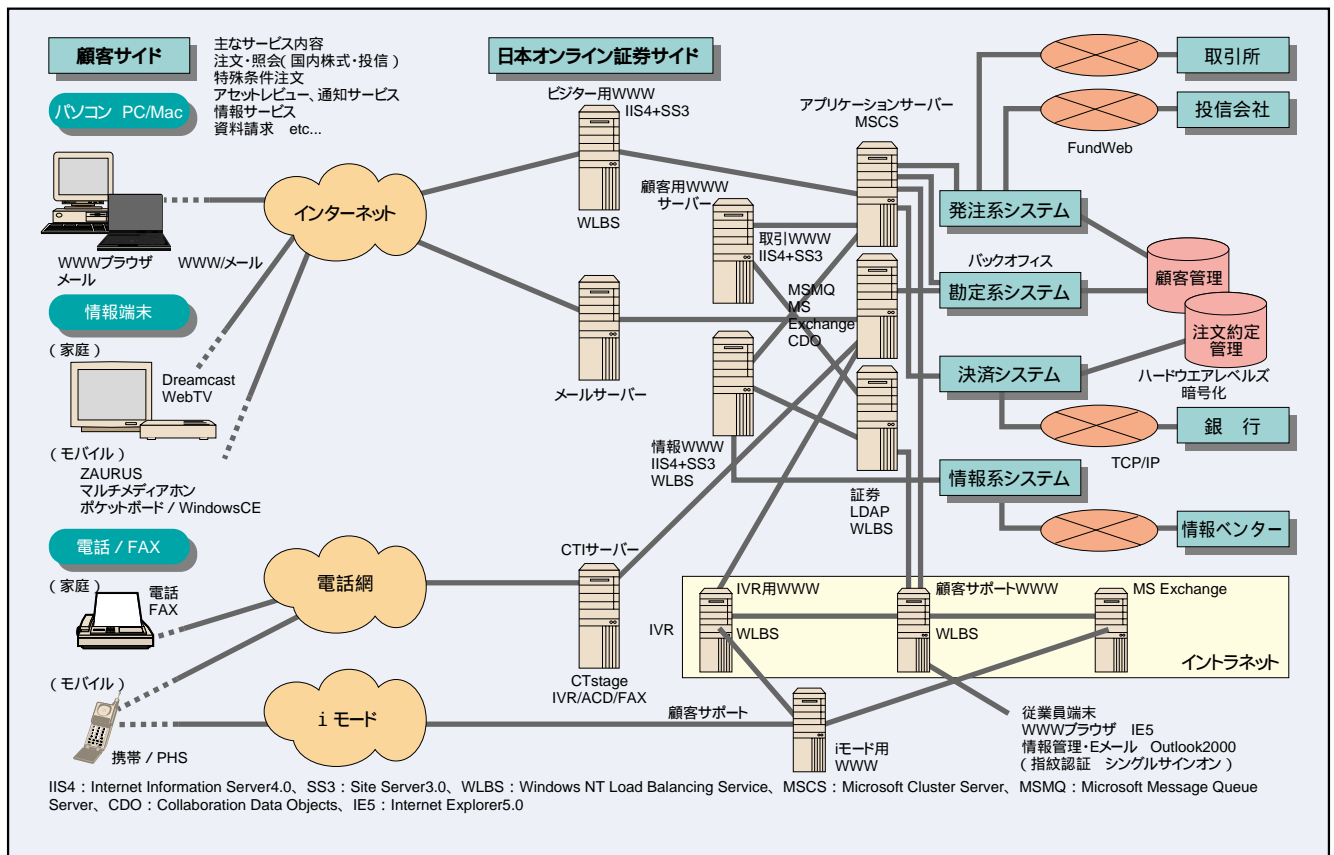 顧客サイド
主なサービス内容
注文・照会(国内株式・投信)
特殊条件注文
アセットレビュー、通知サービス
情報サービス
資料請求 etc...
日本オンライン証券サイド
取引所
投信会社
FundWeb
パソコン PC/Mac
ビジター用WWW
IIS4+SS3
WLBS
アプリケーションサーバー
MSCS
インターネット
WWWブラウザ
メール
WWW/メール
顧客用WWW
サーバー
取引WWW
IIS4+SS3
発注系システム
バックオフィス
勘定系システム
顧客管理
注文約定
管理
ハードウエアレベルズ
暗号化
MSMQ
MS
Exchange
CDO
情報端末
(家庭)
Dreamcast
WebTV
メールサーバー
決済システム
銀 行
TCP/IP
(モバイル)
ZAURUS
マルチメディアホン
ポケットボード / WindowsCE
情報WWW
IIS4+SS3
WLBS
証券
LDAP
WLBS
情報系システム
情報ベンター
電話 / FAX
(家庭)
電話
FAX
電話網
CTIサーバー
CTstage
IVR/ACD/FAX
IVR用WWW
IVR
WLBS
顧客サポートWWW
WLBS
MS Exchange
イントラネット
(モバイル)
携帯 / PHS
i モード
顧客サポート
iモード用
WWW
従業員端末
WWWブラウザ IE5
情報管理・Eメール Outlook2000
(指紋認証 シングルサインオン)
IIS4：Internet Information Server4.0、SS3：Site Server3.0、WLBS：Windows NT Load Balancing Service、MSCS：Microsoft Cluster Server、MSMQ：Microsoft Message Queue
Server、CDO：Collaboration Data Objects、IE5：Internet Explorer5.0